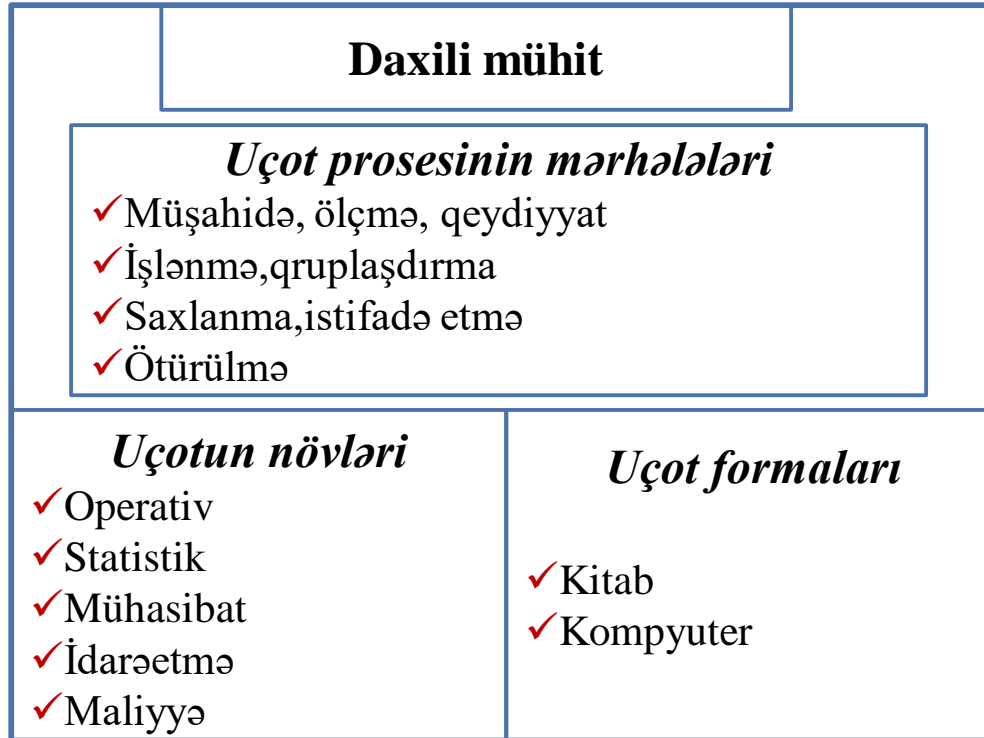 Daxili mühit
Uçot prosesinin mərhələləri
✓Müşahidə, ölçmə, qeydiyyat
✓İşlənmə,qruplaşdırma
✓Saxlanma,istifadə etmə
✓Ötürülmə
Uçotun növləri
✓Operativ
✓Statistik
✓Mühasibat
✓İdarəetmə
✓Maliyyə
Uçot formaları
✓Kitab
✓Kompyuter